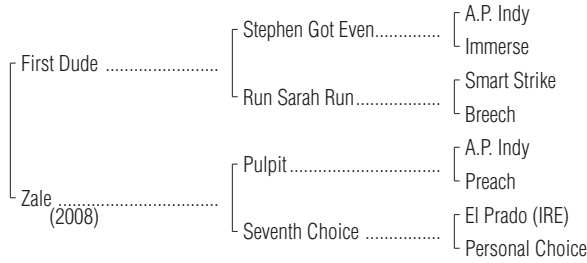 A.P. Indy
Stephen Got Even..............
Immerse
First Dude ........................
Smart Strike
Run Sarah Run..................
Breech
A.P. Indy
Pulpit................................
Preach
Zale ..................................
(2008)
El Prado (IRE)
Seventh Choice ................
Personal Choice